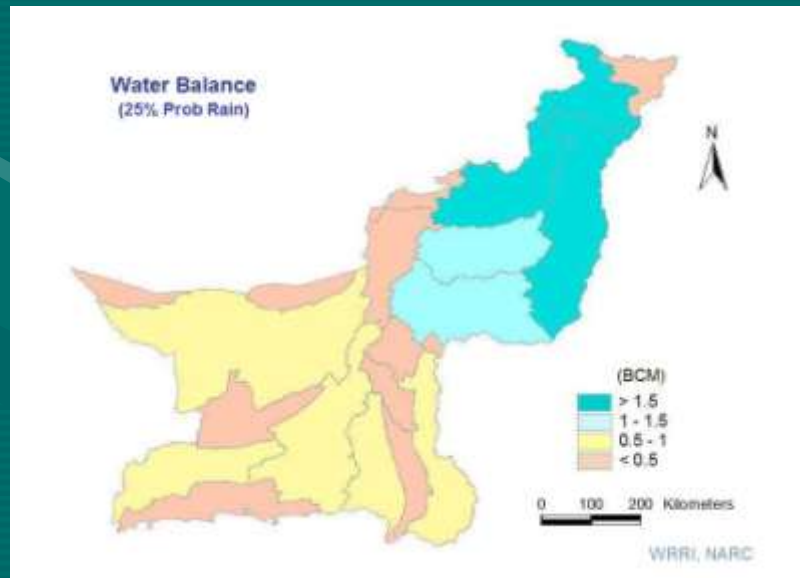 Water Balance
(25% Prob Rain)
N
(BCM)
> 1.5
1 - 1.5
0.5 - 1
< 0.5
0 100 200 Kilometers
WRRI, NARC